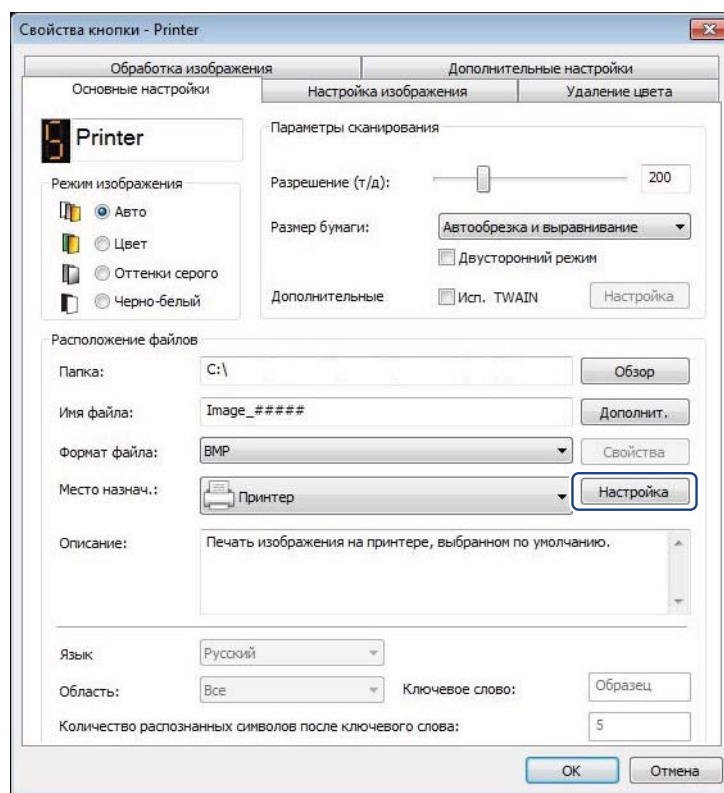 Свойства кнопки - Printer
Обработка изображения Дополнительные настройки
Основные настройки Настройка изображения Удаление цвета
5 Printer
Параметры сканирования
Разрешение (т/д): 200
Размер бумаги: Автообрезка и выравнивание
Двусторонний режим
Дополнительные Исп. TWAIN Настройка
Режим изображения
Авто
Цвет
Оттенки серого
Черно-белый
Расположение файлов
Папка: C:\ Обзор
Имя файла: Image_##### Дополнит.
Формат файла: BMP Свойства
Место назнач.: Принтер Настройка
Описание: Печать изображения на принтере, выбранном по умолчанию.
Язык Русский
Область: Все Ключевое слово: Образец
Количество распознанных символов после ключевого слова: 5
OK Отмена